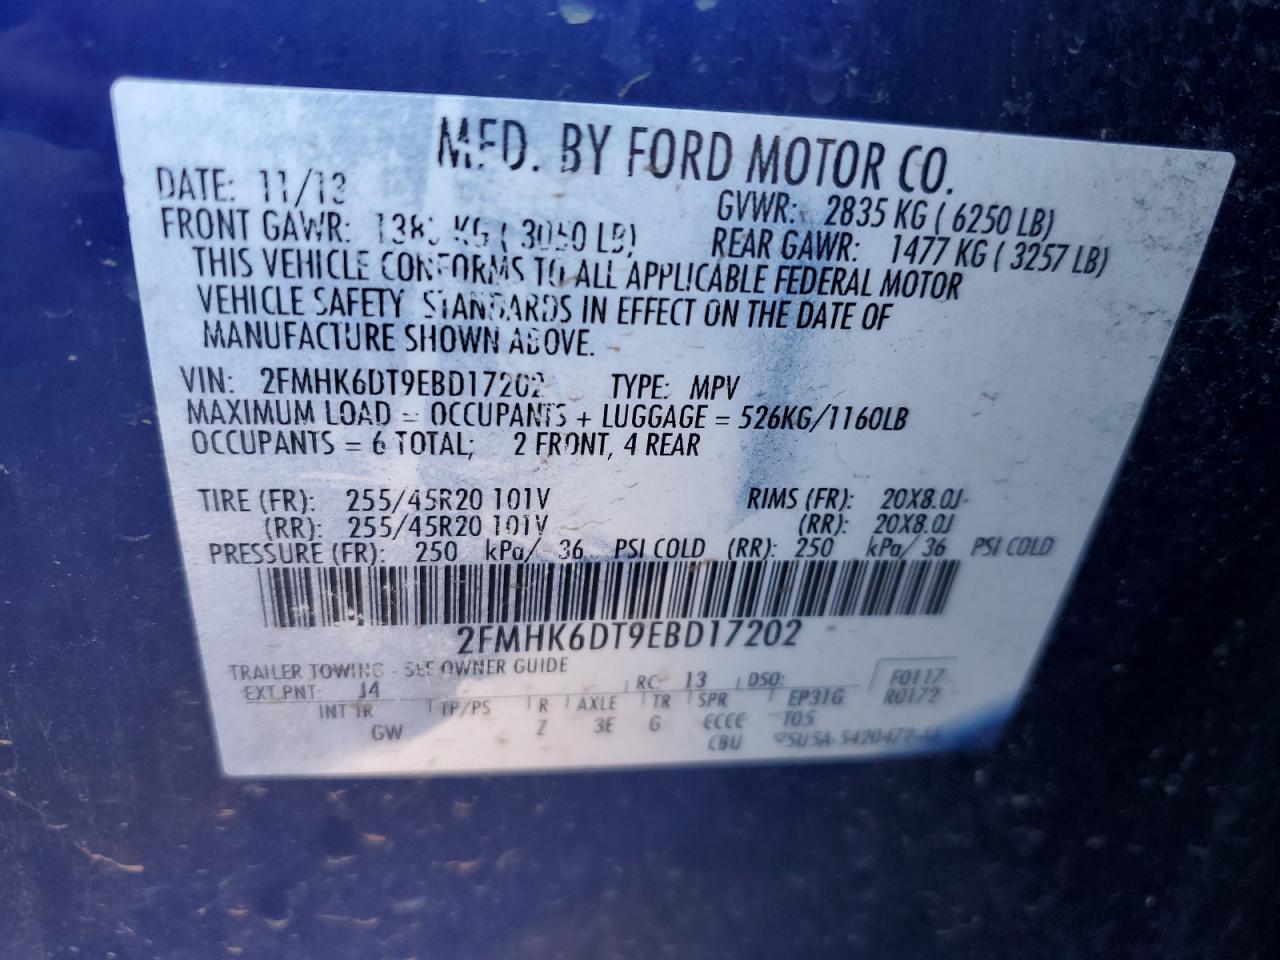 MFD. BY FORD MOTOR CO.
DATE: 11/13 GVWR: 2835 KG ( 6250 LB)
FRONT GAWR: KG ( LB) REAR GAWR: 1477 KG ( 3257 LB)
THIS VEHICLE CONFORMS TO ALL APPLICABLE FEDERAL MOTOR
VEHICLE SAFETY STANDARDS IN EFFECT ON THE DATE OF
MANUFACTURE SHOWN ABOVE.
VIN: 2FMHK6DT9EBD17202 TYPE: MPV
MAXIMUM LOAD = OCCUPANTS + LUGGAGE = 526KG/1160LB
OCCUPANTS = 6 TOTAL; 2 FRONT, 4 REAR
TIRE (FR): 255/45R20 101V RIMS (FR): 20X8.0J
(RR): 255/45R20 101V (RR): 20X8.0J
PRESSURE (FR): 250 kPa/ 36 PSI COLD (RR): 250 kPa/ 36 PSI COLD
2FMHK6DT9EBD17202
TRAILER TOWING - SEE OWNER GUIDE
EXT PNT: J4 RC: 13 DSO: F0117
R0172
INT TR TP/PS R AXLE TR SPR EP31G
GW Z 3E G T05
CBU